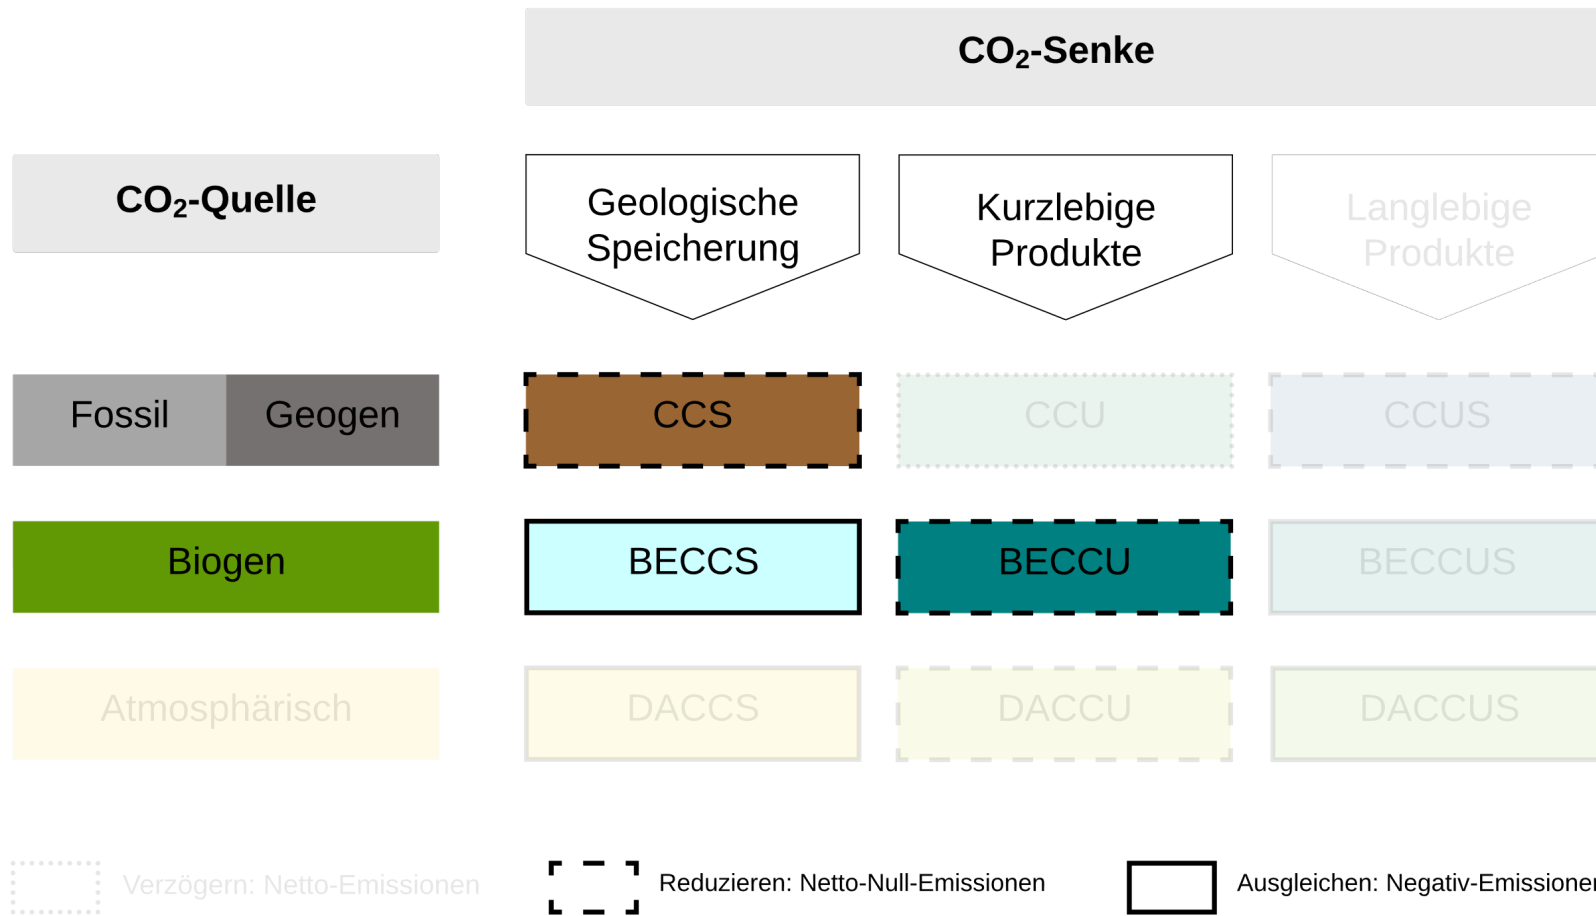 CO₂-Senke
CO₂-Quelle
Geologische
Speicherung
Kurzlebige
Produkte
Langlebige
Produkte
Fossil Geogen CCS CCU CCUS
Biogen BECCS BECCU BECCUS
Atmosphärisch DACCS DACCU DACCUS
Verzögern: Netto-Emissionen Reduzieren: Netto-Null-Emissionen Ausgleichen: Negativ-Emissionen